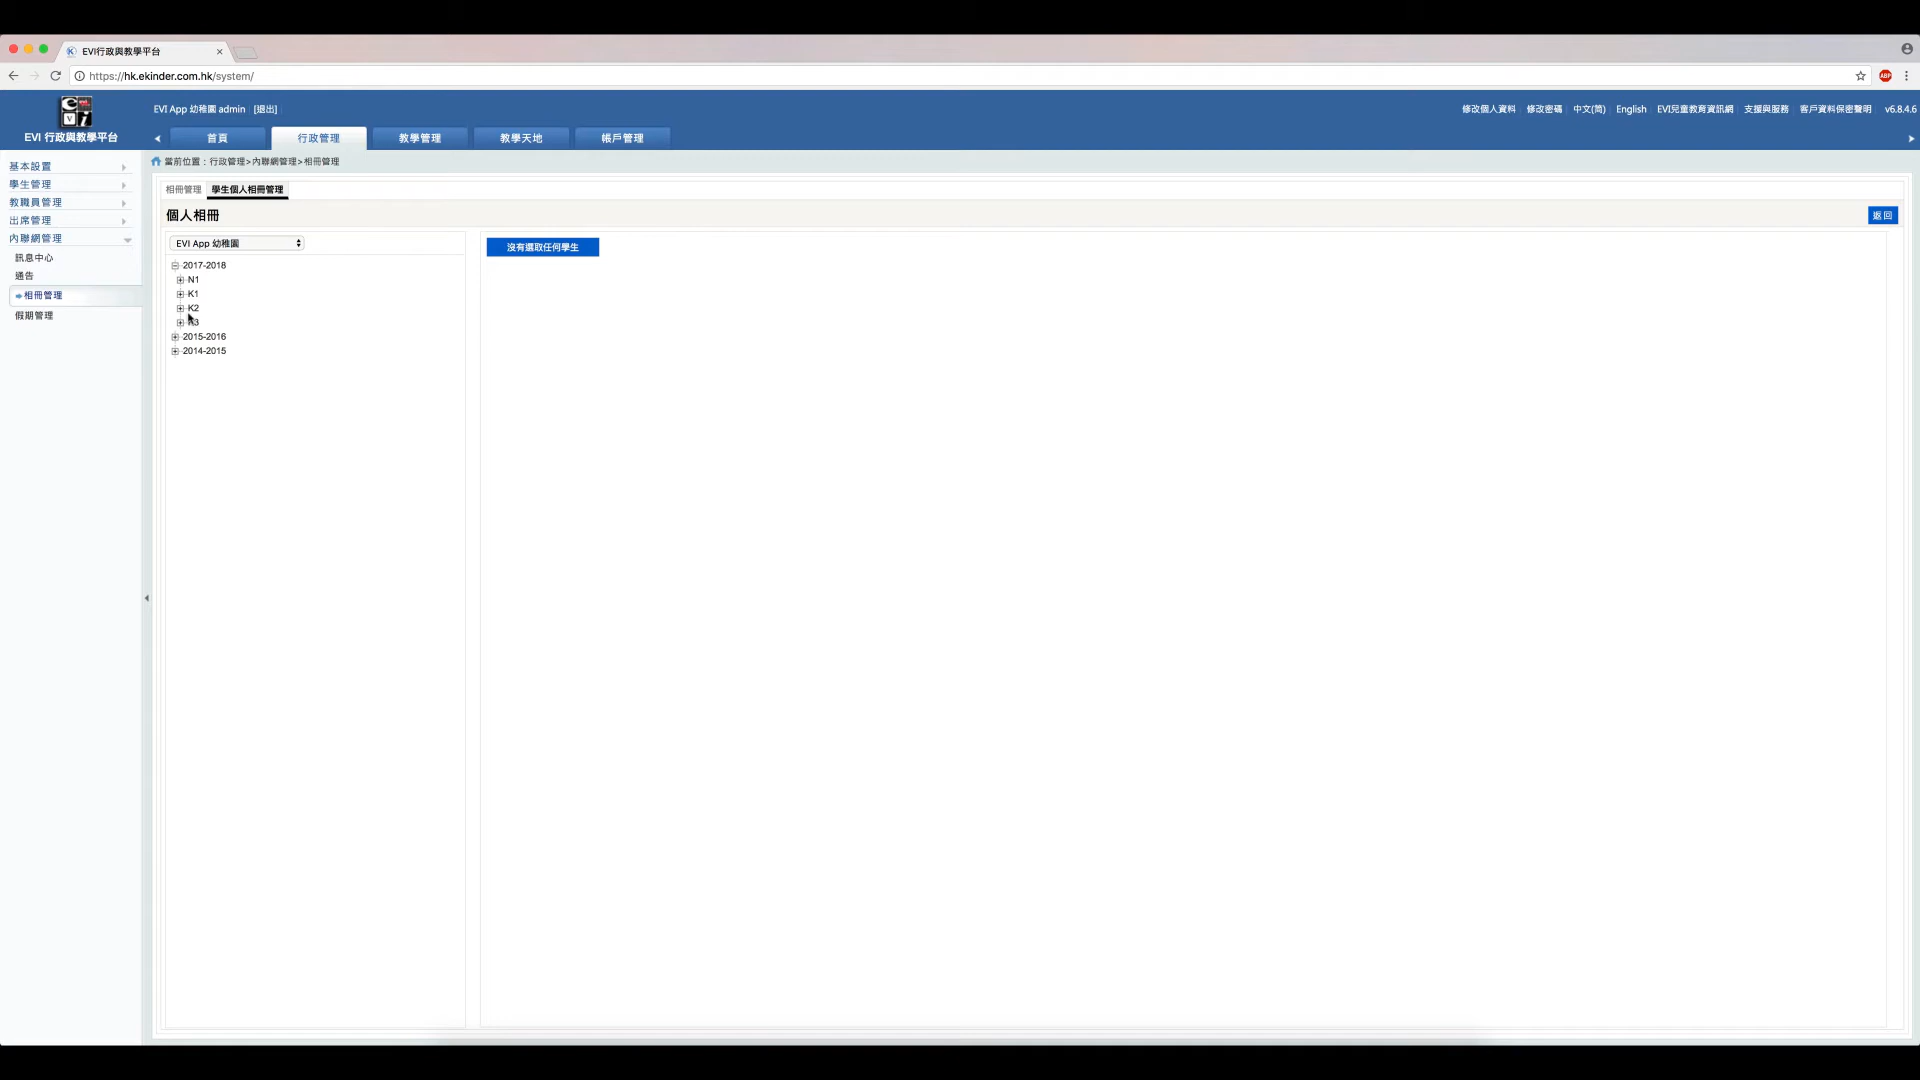 EVI行政與教學平台
https://hk.ekinder.com.hk/system/
ABP
EVI App 幼稚園 admin [退出]
修改個人資料 修改密碼 中文(简) English EVI兒童教育資訊網 支援與服務 客戶資料保密聲明 v6.8.4.6
EVI 行政與教學平台
首頁 行政管理 教學管理 教學天地 帳戶管理
當前位置：行政管理>內聯網管理>相冊管理
基本設置
學生管理
教職員管理
出席管理
內聯網管理
訊息中心
通告
相冊管理
假期管理
相冊管理 學生個人相冊管理
個人相冊
返回
EVI App 幼稚園
沒有選取任何學生
2017-2018
N1
K1
K2
K3
2015-2016
2014-2015